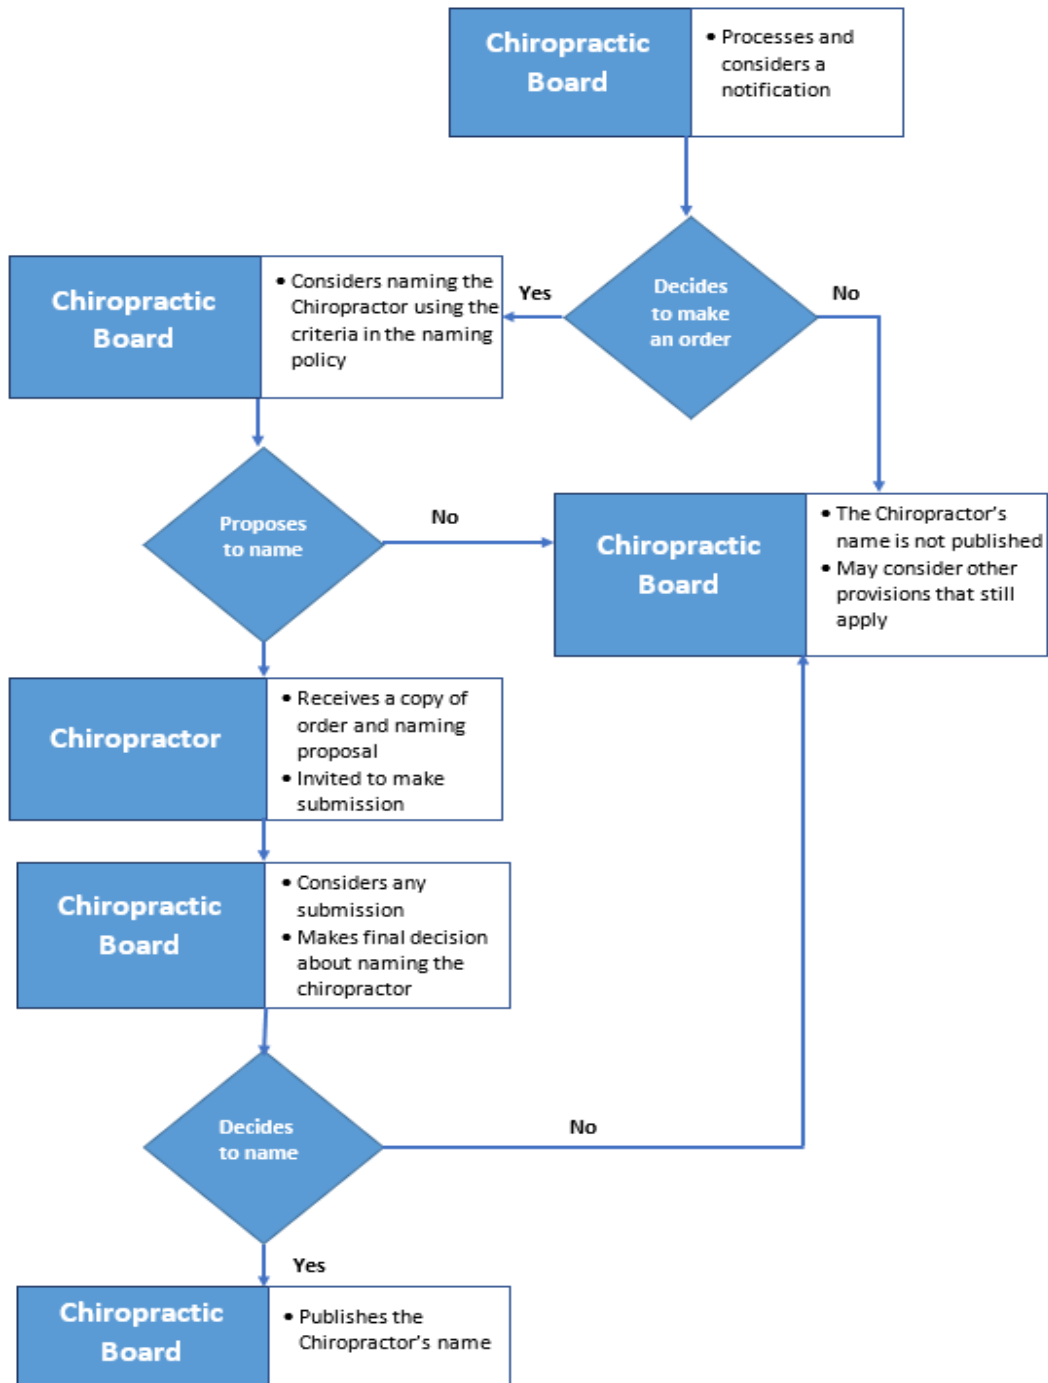 Chiropractic
Board
• Processes and
considers a
notification
Decides
to make
an order
Yes
No
Chiropractic
Board
• Considers naming the
Chiropractor using the
criteria in the naming
policy
Proposes
to name
No
Chiropractic
Board
• The Chiropractor's
name is not published
• May consider other
provisions that still
apply
Chiropractor
• Receives a copy of
order and naming
proposal
• Invited to make
submission
Chiropractic
Board
• Considers any
submission
• Makes final decision
about naming the
chiropractor
Decides
to name
No
Yes
Chiropractic
Board
• Publishes the
Chiropractor's name